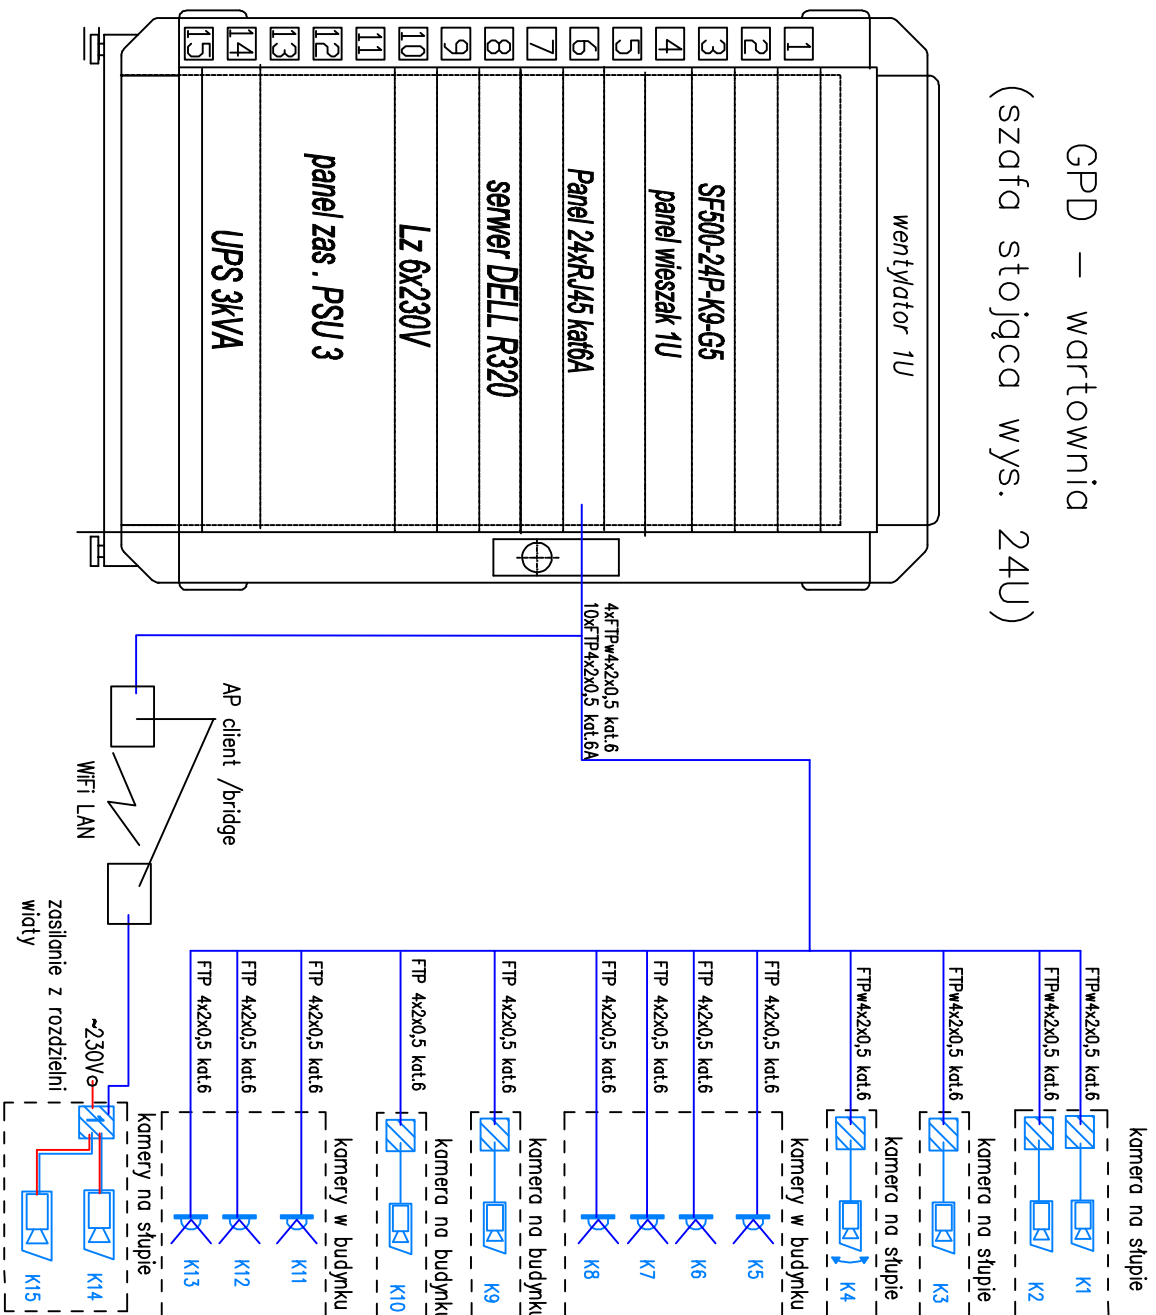 GPD - wartownia
(szafa stojąca wys. 24U)
wentylator 1U
1
2
3
4
5
6
7
8
9
10
11
12
13
14
15
SF500-24P-K9-G5
panel wieszak 1U
Panel 24xRJ45 kat6A
serwer DELL R320
Lz 6x230V
panel zas. PSU 3
UPS 3kVA
4xFTPw4x2x0,5 kat.6
10xFTP4x2x0,5 kat.6A
AP client /bridge
WiFi LAN
zasilanie z rozdzielni
wiaty
~230V
FTPw4x2x0,5 kat.6
FTPw4x2x0,5 kat.6
FTPw4x2x0,5 kat.6
FTPw4x2x0,5 kat.6
FTP 4x2x0,5 kat.6
FTP 4x2x0,5 kat.6
FTP 4x2x0,5 kat.6
FTP 4x2x0,5 kat.6
FTP 4x2x0,5 kat.6
FTP 4x2x0,5 kat.6
FTP 4x2x0,5 kat.6
FTP 4x2x0,5 kat.6
FTP 4x2x0,5 kat.6
kamera na słupie
K1
K2
kamera na słupie
K3
kamera na słupie
K4
kamery w budynku
K5
K6
K7
K8
kamera na budynku
K9
kamera na budynku
K10
kamery w budynku
K11
K12
K13
kamery na słupie
1
K14
K15